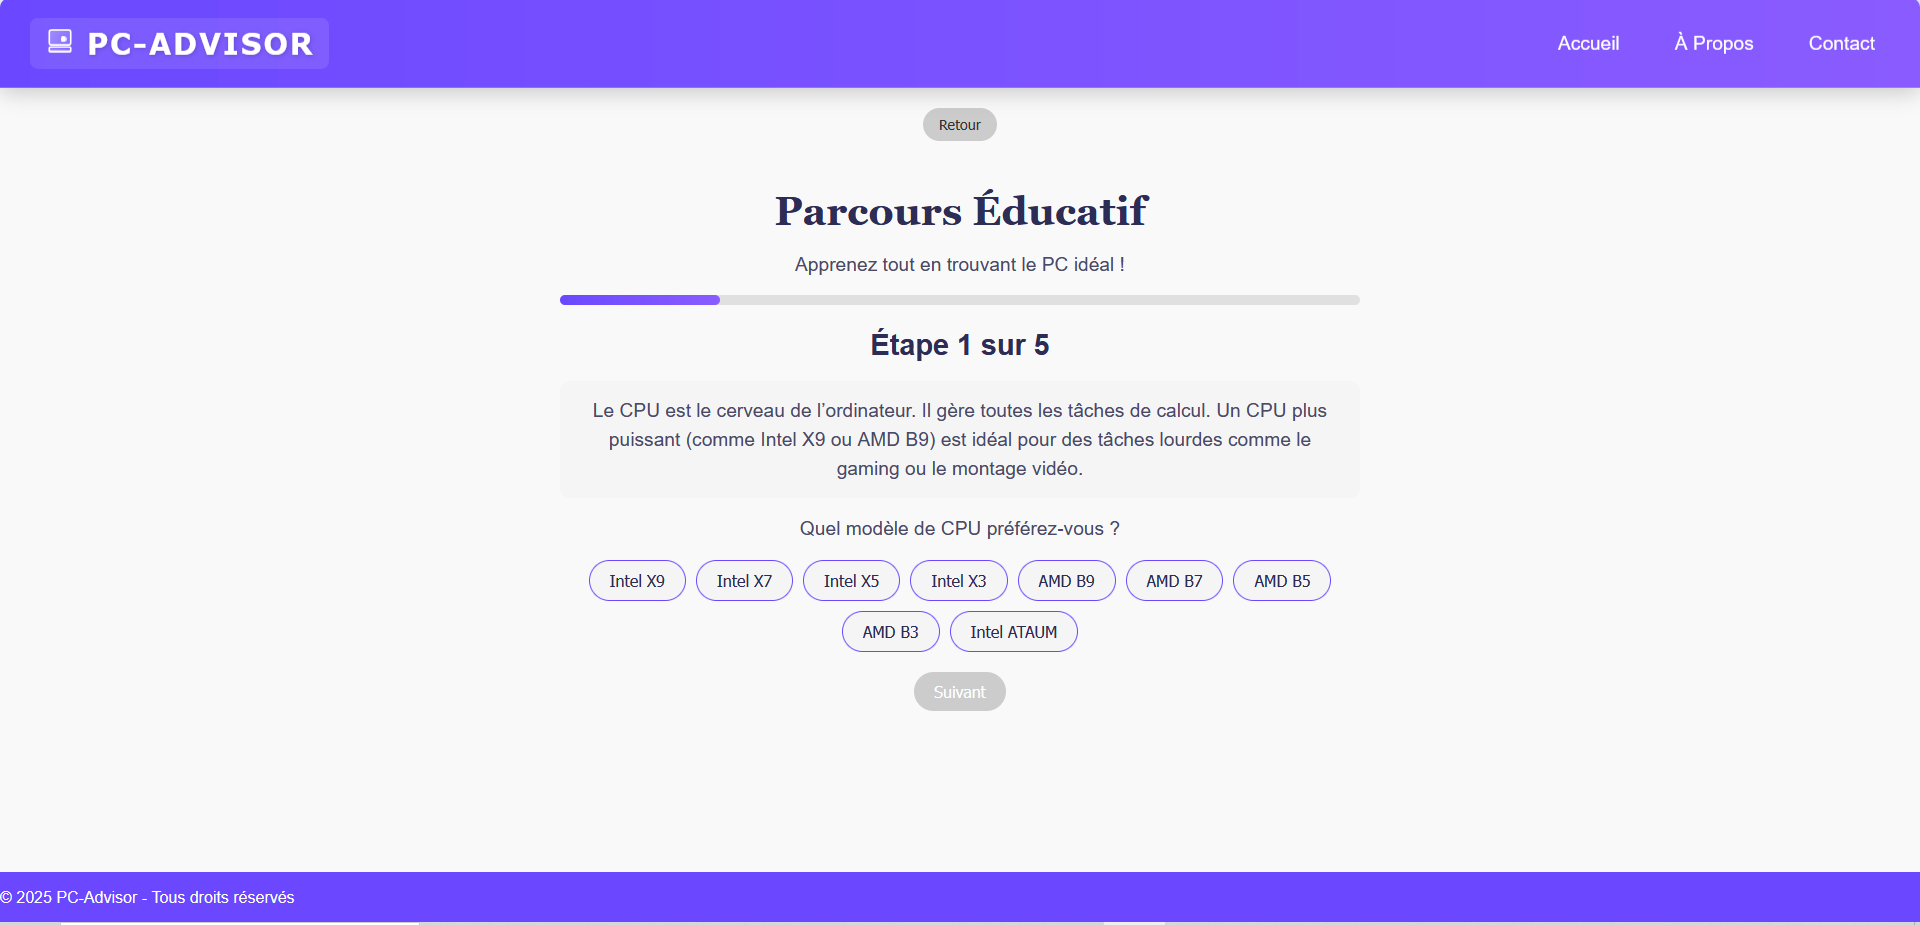 PC-ADVISOR
Accueil
À Propos
Contact
Retour
Parcours Éducatif
Apprenez tout en trouvant le PC idéal !
Étape 1 sur 5
Le CPU est le cerveau de l’ordinateur. Il gère toutes les tâches de calcul. Un CPU plus
puissant (comme Intel X9 ou AMD B9) est idéal pour des tâches lourdes comme le
gaming ou le montage vidéo.
Quel modèle de CPU préférez-vous ?
Intel X9
Intel X7
Intel X5
Intel X3
AMD B9
AMD B7
AMD B5
AMD B3
Intel ATAUM
Suivant
© 2025 PC-Advisor - Tous droits réservés